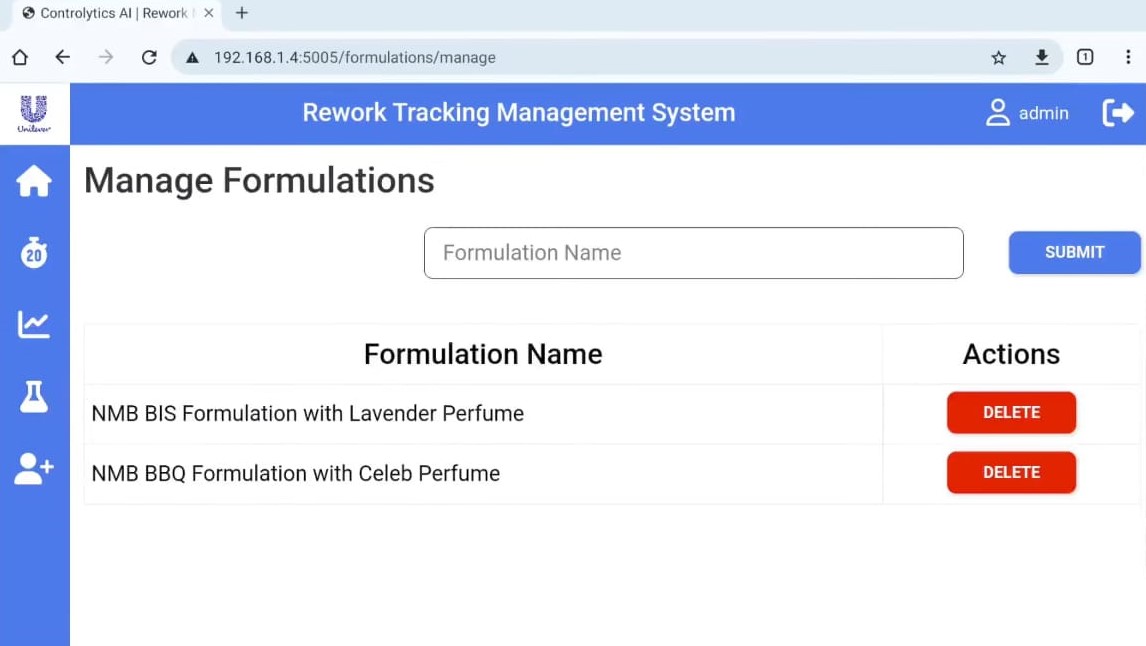 Controlytics AI | Rework
192.168.1.4:5005/formulations/manage
1
Unilever
Rework Tracking Management System
admin
20
Manage Formulations
Formulation Name
SUBMIT
Formulation Name Actions
NMB BIS Formulation with Lavender Perfume DELETE
NMB BBQ Formulation with Celeb Perfume DELETE